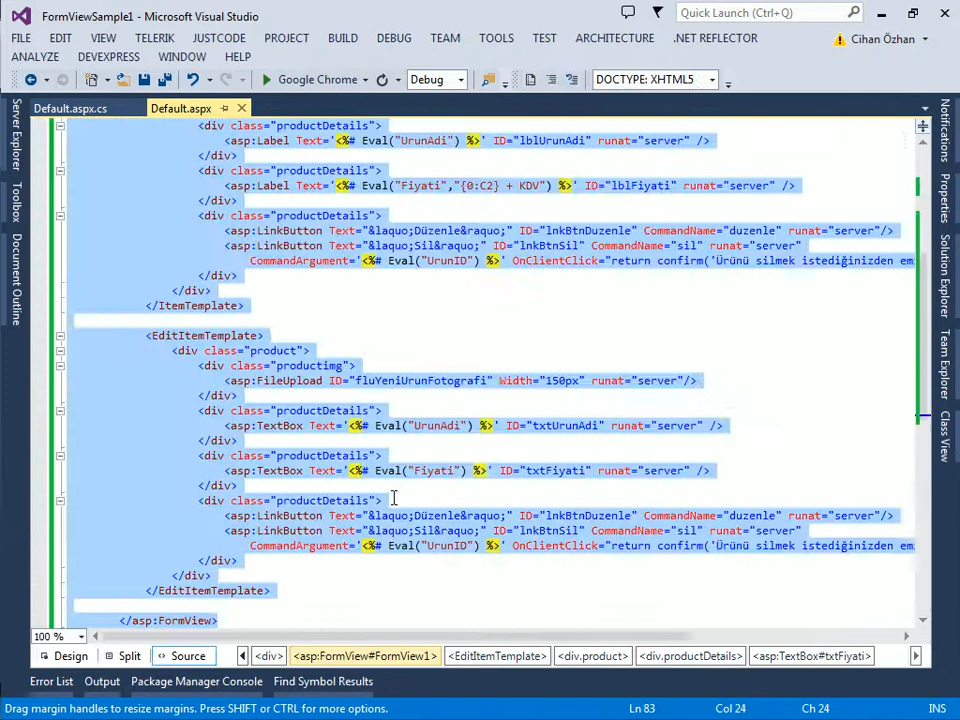 FormViewSample1 - Microsoft Visual Studio
Quick Launch (Ctrl+Q)
FILE EDIT VIEW TELERIK JUSTCODE PROJECT BUILD DEBUG TEAM TOOLS TEST ARCHITECTURE .NET REFLECTOR
Cihan Özhan
ANALYZE DEVEXPRESS WINDOW HELP
Google Chrome Debug DOCTYPE: XHTML5
Default.aspx.cs Default.aspx
Server Explorer
Toolbox
Document Outline
<div class="productDetails">
<asp:Label Text='<%# Eval("UrunAdi") %>' ID="lblUrunAdi" runat="server" />
</div>
<div class="productDetails">
<asp:Label Text='<%# Eval("Fiyati","{0:C2} + KDV") %>' ID="lblFiyati" runat="server" />
</div>
<div class="productDetails">
<asp:LinkButton Text="&laquo;Düzenle&raquo;" ID="lnkBtnDuzenle" CommandName="duzenle" runat="server"/>
<asp:LinkButton Text="&laquo;Sil&raquo;" ID="lnkBtnSil" CommandName="sil" runat="server"
CommandArgument='<%# Eval("UrunID") %>' OnClientClick="return confirm('Ürünü silmek istediğinizden emi
</div>
</div>
</ItemTemplate>
<EditItemTemplate>
<div class="product">
<div class="productimg">
<asp:FileUpload ID="fluYeniUrunFotografi" Width="150px" runat="server"/>
</div>
<div class="productDetails">
<asp:TextBox Text='<%# Eval("UrunAdi") %>' ID="txtUrunAdi" runat="server" />
</div>
<div class="productDetails">
<asp:TextBox Text='<%# Eval("Fiyati") %>' ID="txtFiyati" runat="server" />
</div>
<div class="productDetails">
<asp:LinkButton Text="&laquo;Düzenle&raquo;" ID="lnkBtnDuzenle" CommandName="duzenle" runat="server"/>
<asp:LinkButton Text="&laquo;Sil&raquo;" ID="lnkBtnSil" CommandName="sil" runat="server"
CommandArgument='<%# Eval("UrunID") %>' OnClientClick="return confirm('Ürünü silmek istediğinizden emi
</div>
</div>
</EditItemTemplate>
</asp:FormView>
Notifications
Properties
Solution Explorer
Team Explorer
Class View
100 %
Design Split Source <div> <asp:FormView#FormView1> <EditItemTemplate> <div.product> <div.productDetails> <asp:TextBox#txtFiyati>
Error List Output Package Manager Console Find Symbol Results
Drag margin handles to resize margins. Press SHIFT or CTRL for more options. Ln 83 Col 24 Ch 24 INS